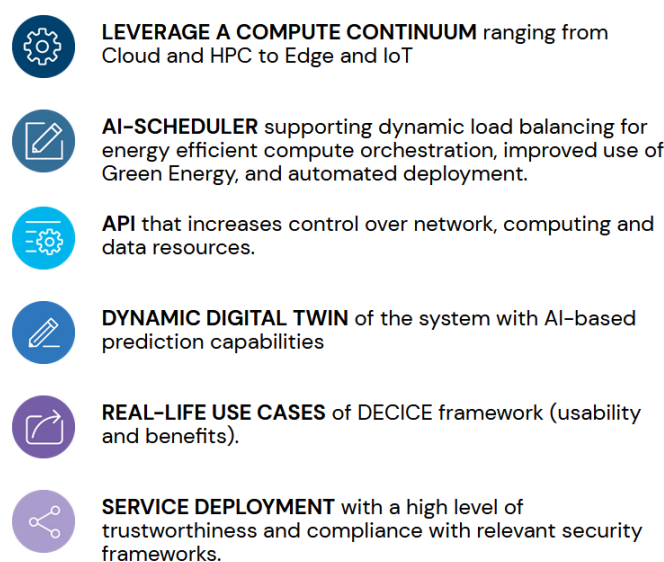 LEVERAGE A COMPUTE CONTINUUM ranging from
Cloud and HPC to Edge and IoT
AI-SCHEDULER supporting dynamic load balancing for
energy efficient compute orchestration, improved use of
Green Energy, and automated deployment.
API that increases control over network, computing and
data resources.
DYNAMIC DIGITAL TWIN of the system with AI-based
prediction capabilities
REAL-LIFE USE CASES of DECICE framework (usability
and benefits).
SERVICE DEPLOYMENT with a high level of
trustworthiness and compliance with relevant security
frameworks.